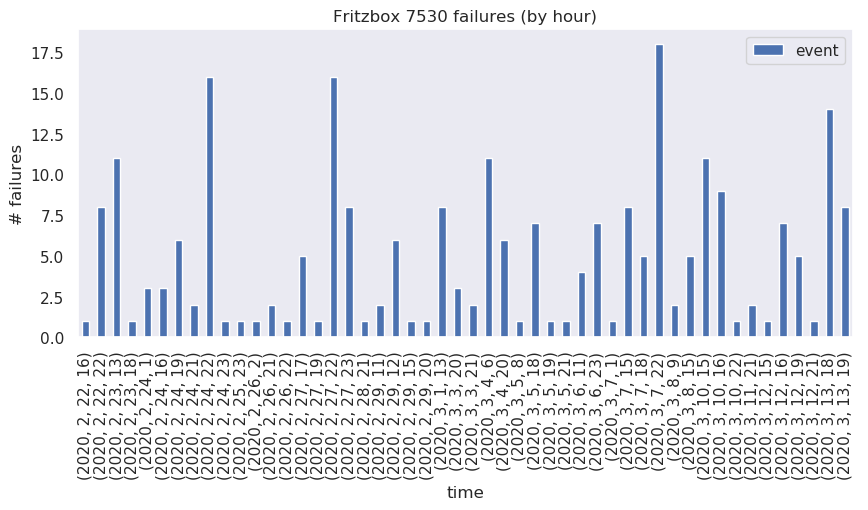 Fritzbox 7530 failures (by hour)
event
# failures
17.5
15.0
12.5
10.0
7.5
5.0
2.5
0.0
(2020, 2, 22, 16)
(2020, 2, 22, 22)
(2020, 2, 23, 13)
(2020, 2, 23, 18)
(2020, 2, 24, 1)
(2020, 2, 24, 16)
(2020, 2, 24, 19)
(2020, 2, 24, 21)
(2020, 2, 24, 22)
(2020, 2, 24, 23)
(2020, 2, 25, 23)
(2020, 2, 26, 2)
(2020, 2, 26, 21)
(2020, 2, 26, 22)
(2020, 2, 27, 17)
(2020, 2, 27, 19)
(2020, 2, 27, 22)
(2020, 2, 27, 23)
(2020, 2, 28, 21)
(2020, 2, 29, 11)
(2020, 2, 29, 12)
(2020, 2, 29, 15)
(2020, 2, 29, 20)
(2020, 3, 1, 13)
(2020, 3, 3, 20)
(2020, 3, 3, 21)
(2020, 3, 4, 6)
(2020, 3, 4, 20)
(2020, 3, 5, 8)
(2020, 3, 5, 18)
(2020, 3, 5, 19)
(2020, 3, 5, 21)
(2020, 3, 6, 11)
(2020, 3, 6, 23)
(2020, 3, 7, 1)
(2020, 3, 7, 15)
(2020, 3, 7, 18)
(2020, 3, 7, 22)
(2020, 3, 8, 9)
(2020, 3, 8, 15)
(2020, 3, 10, 15)
(2020, 3, 10, 16)
(2020, 3, 10, 22)
(2020, 3, 11, 21)
(2020, 3, 12, 15)
(2020, 3, 12, 16)
(2020, 3, 12, 19)
(2020, 3, 12, 21)
(2020, 3, 13, 18)
(2020, 3, 13, 19)
time